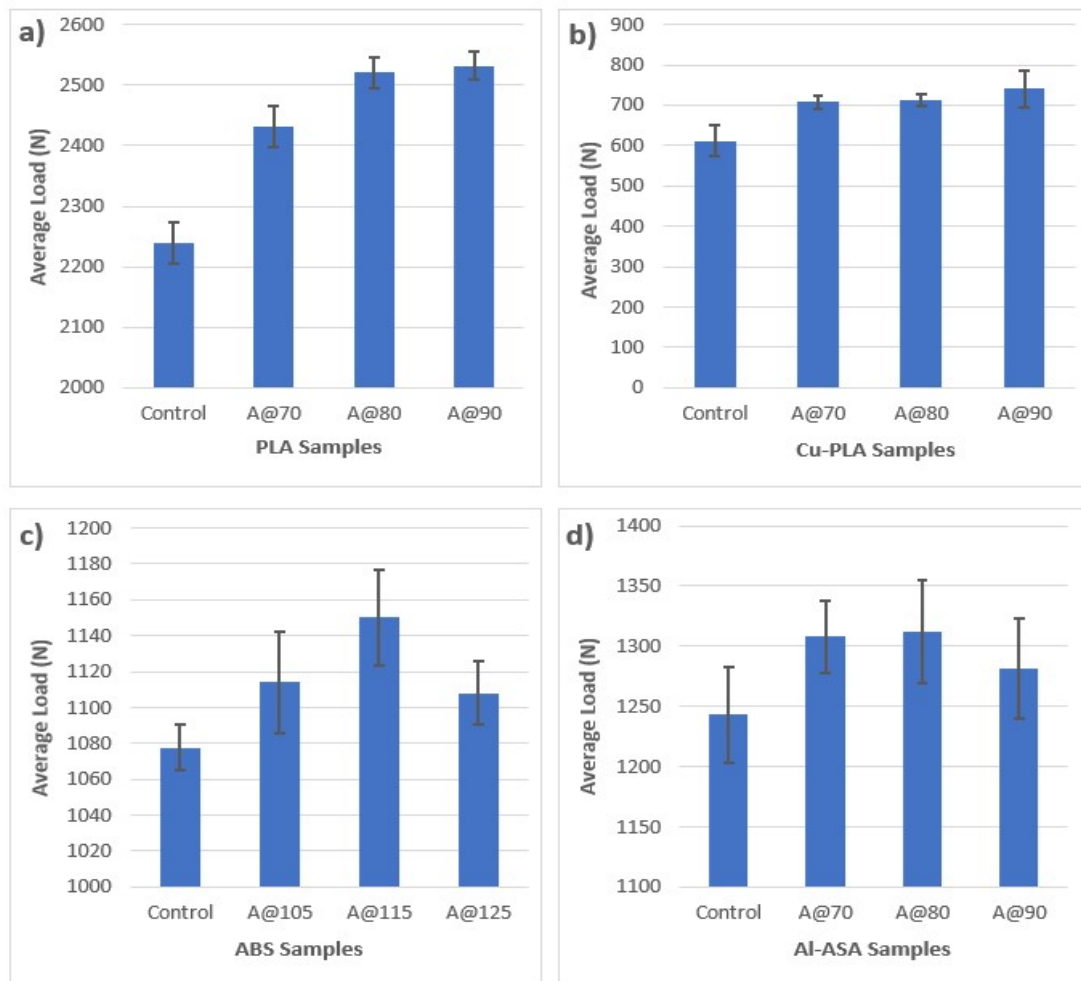 a)
Average Load (N)
2600
2500
2400
2300
2200
2100
2000
Control A@70 A@80 A@90
PLA Samples
b)
Average Load (N)
900
800
700
600
500
400
300
200
100
0
Control A@70 A@80 A@90
Cu-PLA Samples
c)
Average Load (N)
1200
1180
1160
1140
1120
1100
1080
1060
1040
1020
1000
Control A@105 A@115 A@125
ABS Samples
d)
Average Load (N)
1400
1350
1300
1250
1200
1150
1100
Control A@70 A@80 A@90
Al-ASA Samples